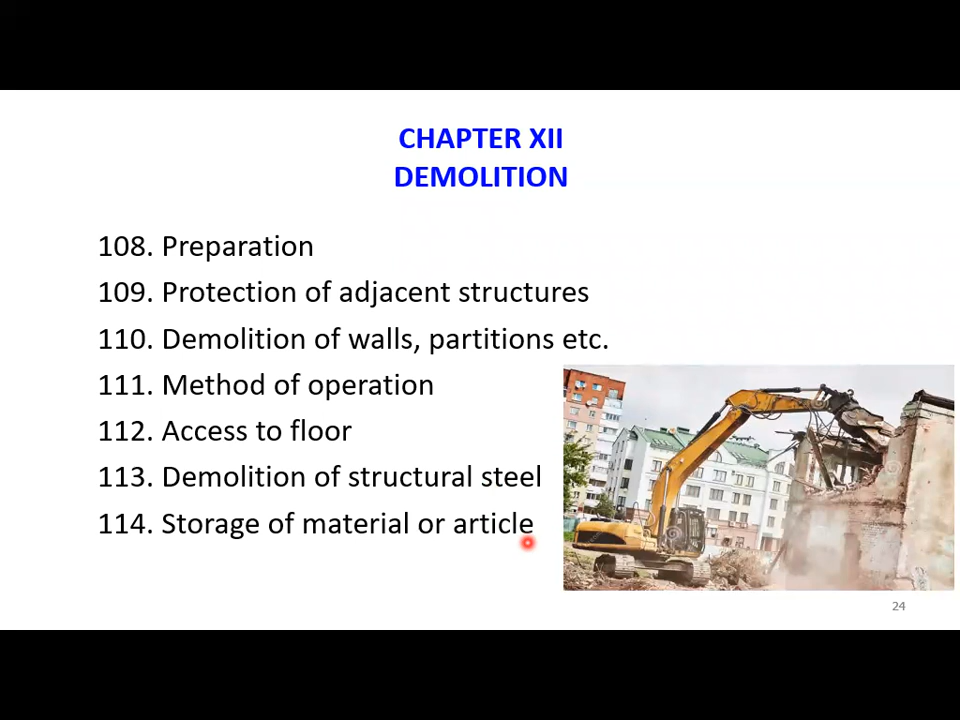 CHAPTER XII
DEMOLITION
108. Preparation
109. Protection of adjacent structures
110. Demolition of walls, partitions etc.
111. Method of operation
112. Access to floor
113. Demolition of structural steel
114. Storage of material or article
24